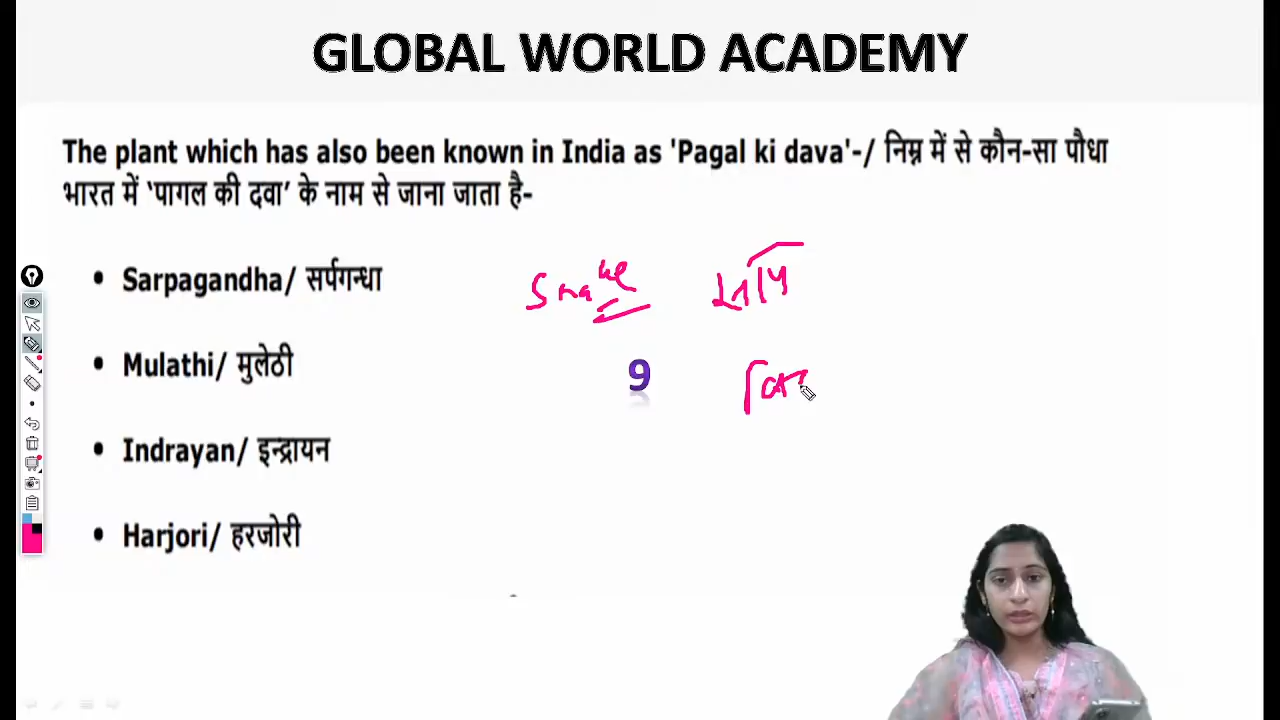 GLOBAL WORLD ACADEMY
The plant which has also been known in India as 'Pagal ki dava'-/ निम्न में से कौन-सा पौधा
भारत में 'पागल की दवा' के नाम से जाना जाता है-
• Sarpagandha/ सर्पगन्धा
Snake
• Mulathi/ मुलेठी
9
• Indrayan/ इन्द्रायन
• Harjori/ हरजोरी